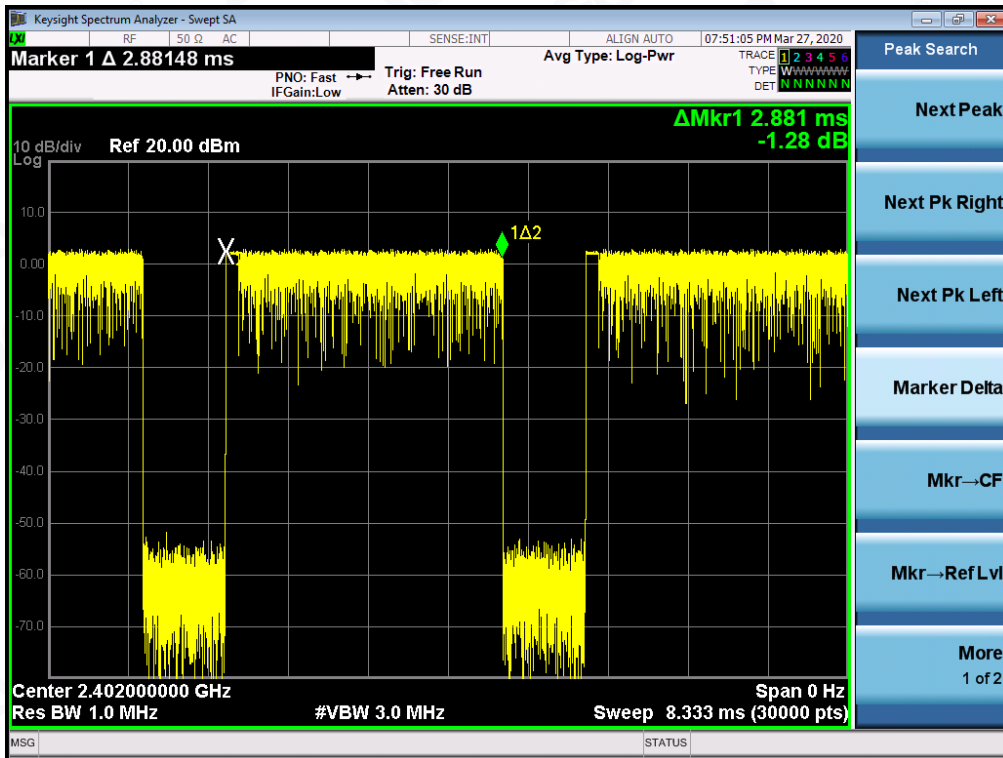 Keysight Spectrum Analyzer - Swept SA
LXI RF 50 Ω AC SENSE:INT ALIGN AUTO 07:51:05 PM Mar 27, 2020
Marker 1 Δ 2.88148 ms
PNO: Fast
IFGain:Low
Trig: Free Run
Atten: 30 dB
Avg Type: Log-Pwr
TRACE 1 2 3 4 5 6
TYPE WWWWWW
DET N N N N N N
ΔMkr1 2.881 ms
-1.28 dB
10 dB/div Ref 20.00 dBm
Log
10.0
0.00
-10.0
-20.0
-30.0
-40.0
-50.0
-60.0
-70.0
1Δ2
Center 2.402000000 GHz Span 0 Hz
Res BW 1.0 MHz #VBW 3.0 MHz Sweep 8.333 ms (30000 pts)
MSG STATUS
Peak Search
Next Peak
Next Pk Right
Next Pk Left
Marker Delta
Mkr→CF
Mkr→Ref Lvl
More
1 of 2